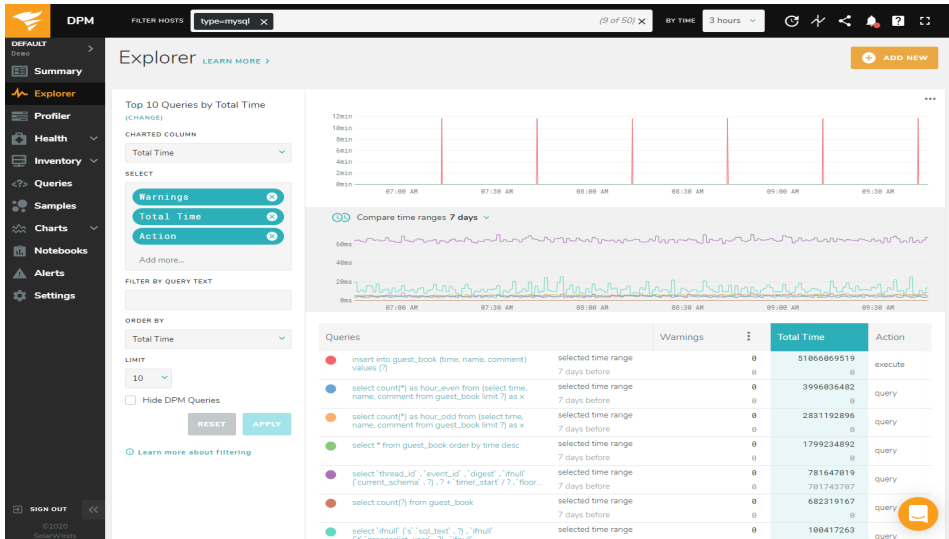 DPM
FILTER HOSTS
type=mysql
(9 of 50)
BY TIME
3 hours
DEFAULT
Demo
Summary
Explorer
Profiler
Health
Inventory
Queries
Samples
Charts
Notebooks
Alerts
Settings
SIGN OUT
©2020
SolarWinds
Explorer
LEARN MORE >
ADD NEW
Top 10 Queries by Total Time
(CHANGE)
CHARTED COLUMN
Total Time
SELECT
Warnings
Total Time
Action
Add more...
FILTER BY QUERY TEXT
ORDER BY
Total Time
LIMIT
10
Hide DPM Queries
RESET
APPLY
Learn more about filtering
12min
10min
8min
6min
4min
2min
0min
07:00 AM 07:30 AM 08:00 AM 08:30 AM 09:00 AM 09:30 AM
Compare time ranges 7 days
60ms
40ms
20ms
0ms
07:00 AM 07:30 AM 08:00 AM 08:30 AM 09:00 AM 09:30 AM
Queries Warnings Total Time Action
insert into guest_book (time, name, comment)
values (?)
selected time range 0 51066069519
7 days before 0 0
execute
select count(*) as hour_even from (select time,
name, comment from guest_book limit ?) as x
selected time range 0 3996036482
7 days before 0 0
query
select count(*) as hour_odd from (select time,
name, comment from guest_book limit ?) as x
selected time range 0 2831192896
7 days before 0 0
query
select * from guest_book order by time desc
selected time range 0 1799234892
7 days before 0 0
query
select `thread_id` , `event_id` , `digest` , `ifnull`
(`current_schema` , ?) , ? + `timer_start` / ? , `floor...
selected time range 0 781647019
7 days before 0 701743707
query
select count(?) from guest_book
selected time range 0 682319167
7 days before 0 0
query
select `ifnull` (`s`.`sql_text` , ?) , `ifnull`
selected time range 0 100417263
query